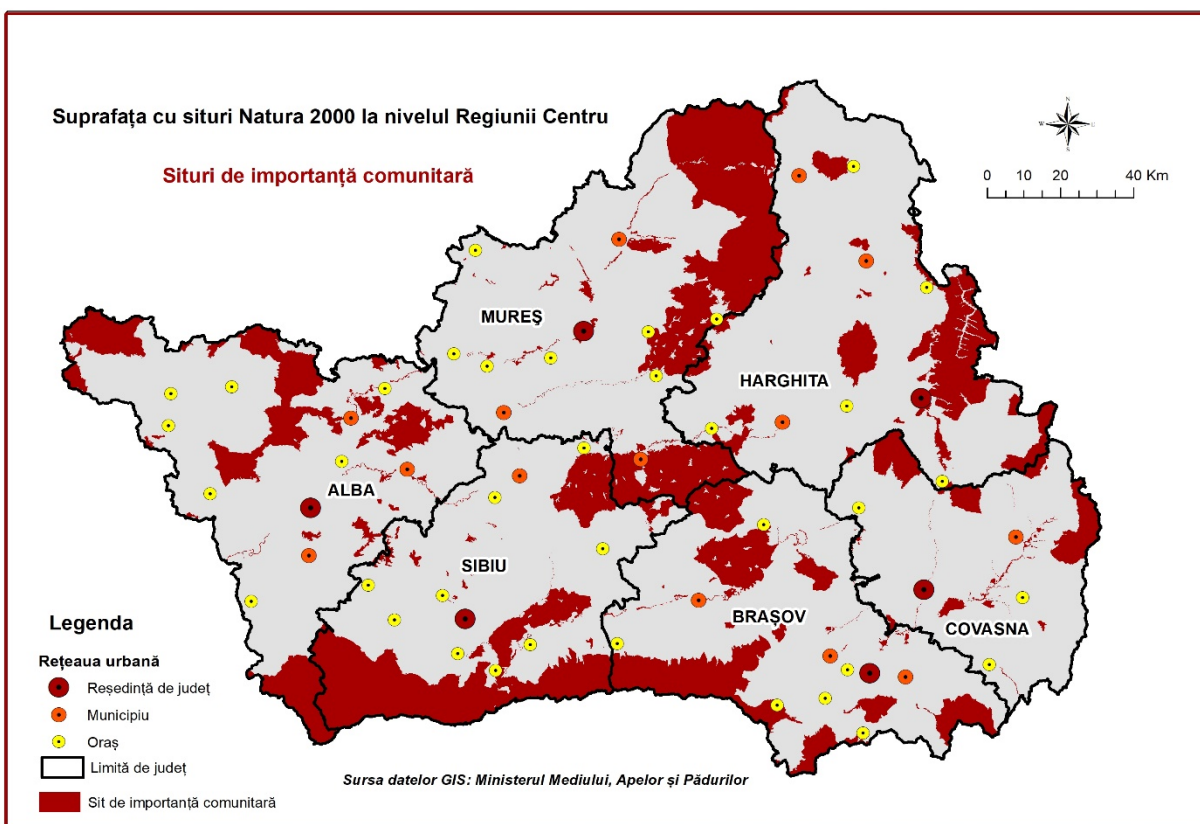 Suprafața cu situri Natura 2000 la nivelul Regiunii Centru
Situri de importanță comunitară
N
W
E
S
0 10 20 40 Km
MUREŞ
HARGHITA
ALBA
SIBIU
BRAȘOV
COVASNA
Legenda
Rețeaua urbană
Reședință de județ
Municipiu
Oraș
Limită de județ
Sit de importanță comunitară
Sursa datelor GIS: Ministerul Mediului, Apelor și Pădurilor